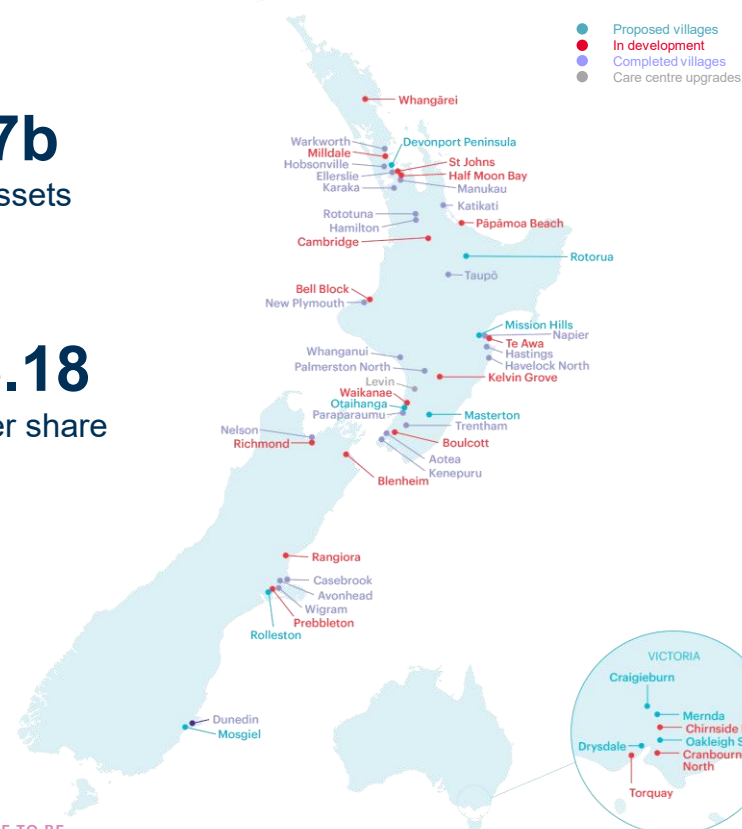 Proposed villages
In development
Completed villages
Care centre upgrades
7b
.18
Whangārei
Warkworth
Devonport Peninsula
Milldale
St Johns
Hobsonville
Half Moon Bay
Ellerslie
Manukau
Karaka
Katikati
Rototuna
Pāpāmoa Beach
Hamilton
Cambridge
Rotorua
Taupō
Bell Block
New Plymouth
Mission Hills
Napier
Te Awa
Whanganui
Hastings
Palmerston North
Havelock North
Kelvin Grove
Levin
Waikanae
Otaihanga
Masterton
Paraparaumu
Trentham
Nelson
Boulcott
Richmond
Aotea
Kenepuru
Blenheim
Rangiora
Casebrook
Avonhead
Wigram
Prebbleton
Rolleston
Dunedin
Mosgiel
VICTORIA
Craigieburn
Mernda
Chirnside
Oakleigh
Drysdale
North
Torquay
TO BE